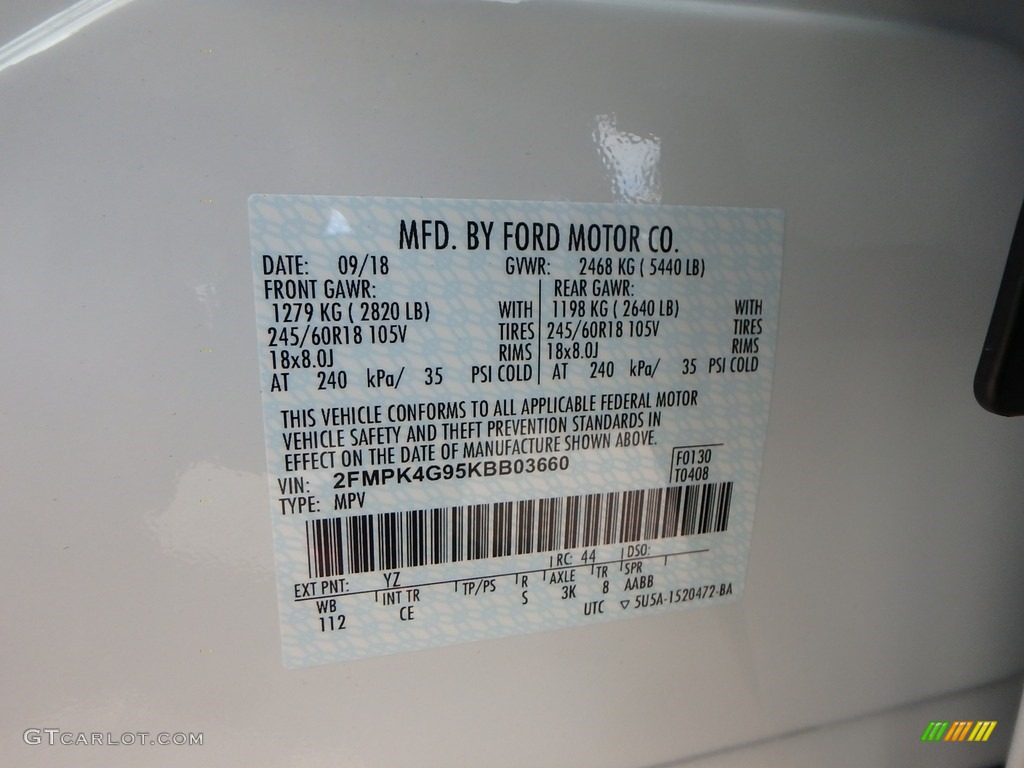 MFD. BY FORD MOTOR CO.
DATE: 09/18 GVWR: 2468 KG ( 5440 LB)
FRONT GAWR: REAR GAWR:
1279 KG ( 2820 LB) WITH 1198 KG ( 2640 LB) WITH
245/60R18 105V TIRES 245/60R18 105V TIRES
18x8.0J RIMS 18x8.0J RIMS
AT 240 kPa/ 35 PSI COLD AT 240 kPa/ 35 PSI COLD
THIS VEHICLE CONFORMS TO ALL APPLICABLE FEDERAL MOTOR
VEHICLE SAFETY AND THEFT PREVENTION STANDARDS IN
EFFECT ON THE DATE OF MANUFACTURE SHOWN ABOVE.
VIN: 2FMPK4G95KBB03660 F0130
TYPE: MPV T0408
EXT PNT: YZ RC: 44 DSO:
WB INT TR TP/PS R AXLE TR SPR
112 CE S 3K 8 AABB
UTC ▽ 5U5A-1520472-BA
GTCARLOT.COM